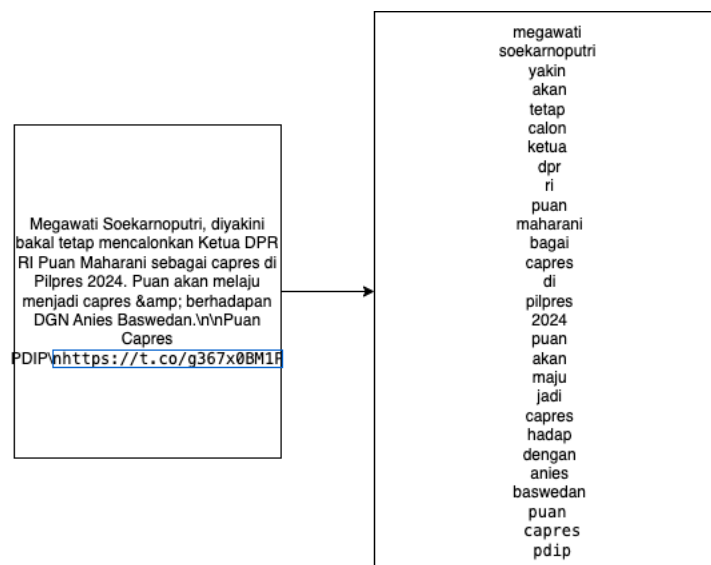 Megawati Soekarnoputri, diyakini
bakal tetap mencalonkan Ketua DPR
RI Puan Maharani sebagai capres di
Pilpres 2024. Puan akan melaju
menjadi capres &amp; berhadapan
DGN Anies Baswedan.\n\nPuan
Capres
PDIP\nhttps://t.co/g367x0BM1F
megawati
soekarnoputri
yakin
akan
tetap
calon
ketua
dpr
ri
puan
maharani
bagai
capres
di
pilpres
2024
puan
akan
maju
jadi
capres
hadap
dengan
anies
baswedan
puan
capres
pdip